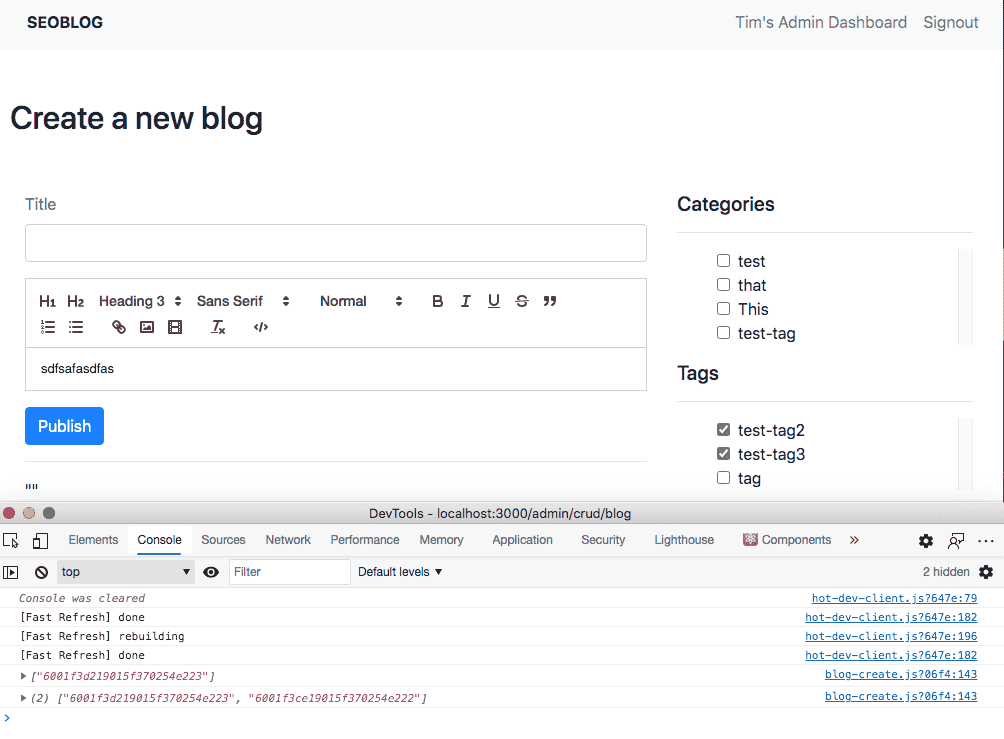 SEOBLOG Tim's Admin Dashboard Signout
Create a new blog
Title
H1 H2 Heading 3 Sans Serif Normal B I U S
sdfsafasdfas
Publish
""
Categories
test
that
This
test-tag
Tags
test-tag2
test-tag3
tag
DevTools - localhost:3000/admin/crud/blog
Elements Console Sources Network Performance Memory Application Security Lighthouse Components »
top Filter Default levels 2 hidden
Console was cleared hot-dev-client.js?647e:79
[Fast Refresh] done hot-dev-client.js?647e:182
[Fast Refresh] rebuilding hot-dev-client.js?647e:196
[Fast Refresh] done hot-dev-client.js?647e:182
["6001f3d219015f370254e223"] blog-create.js?06f4:143
(2) ["6001f3d219015f370254e223", "6001f3ce19015f370254e222"] blog-create.js?06f4:143